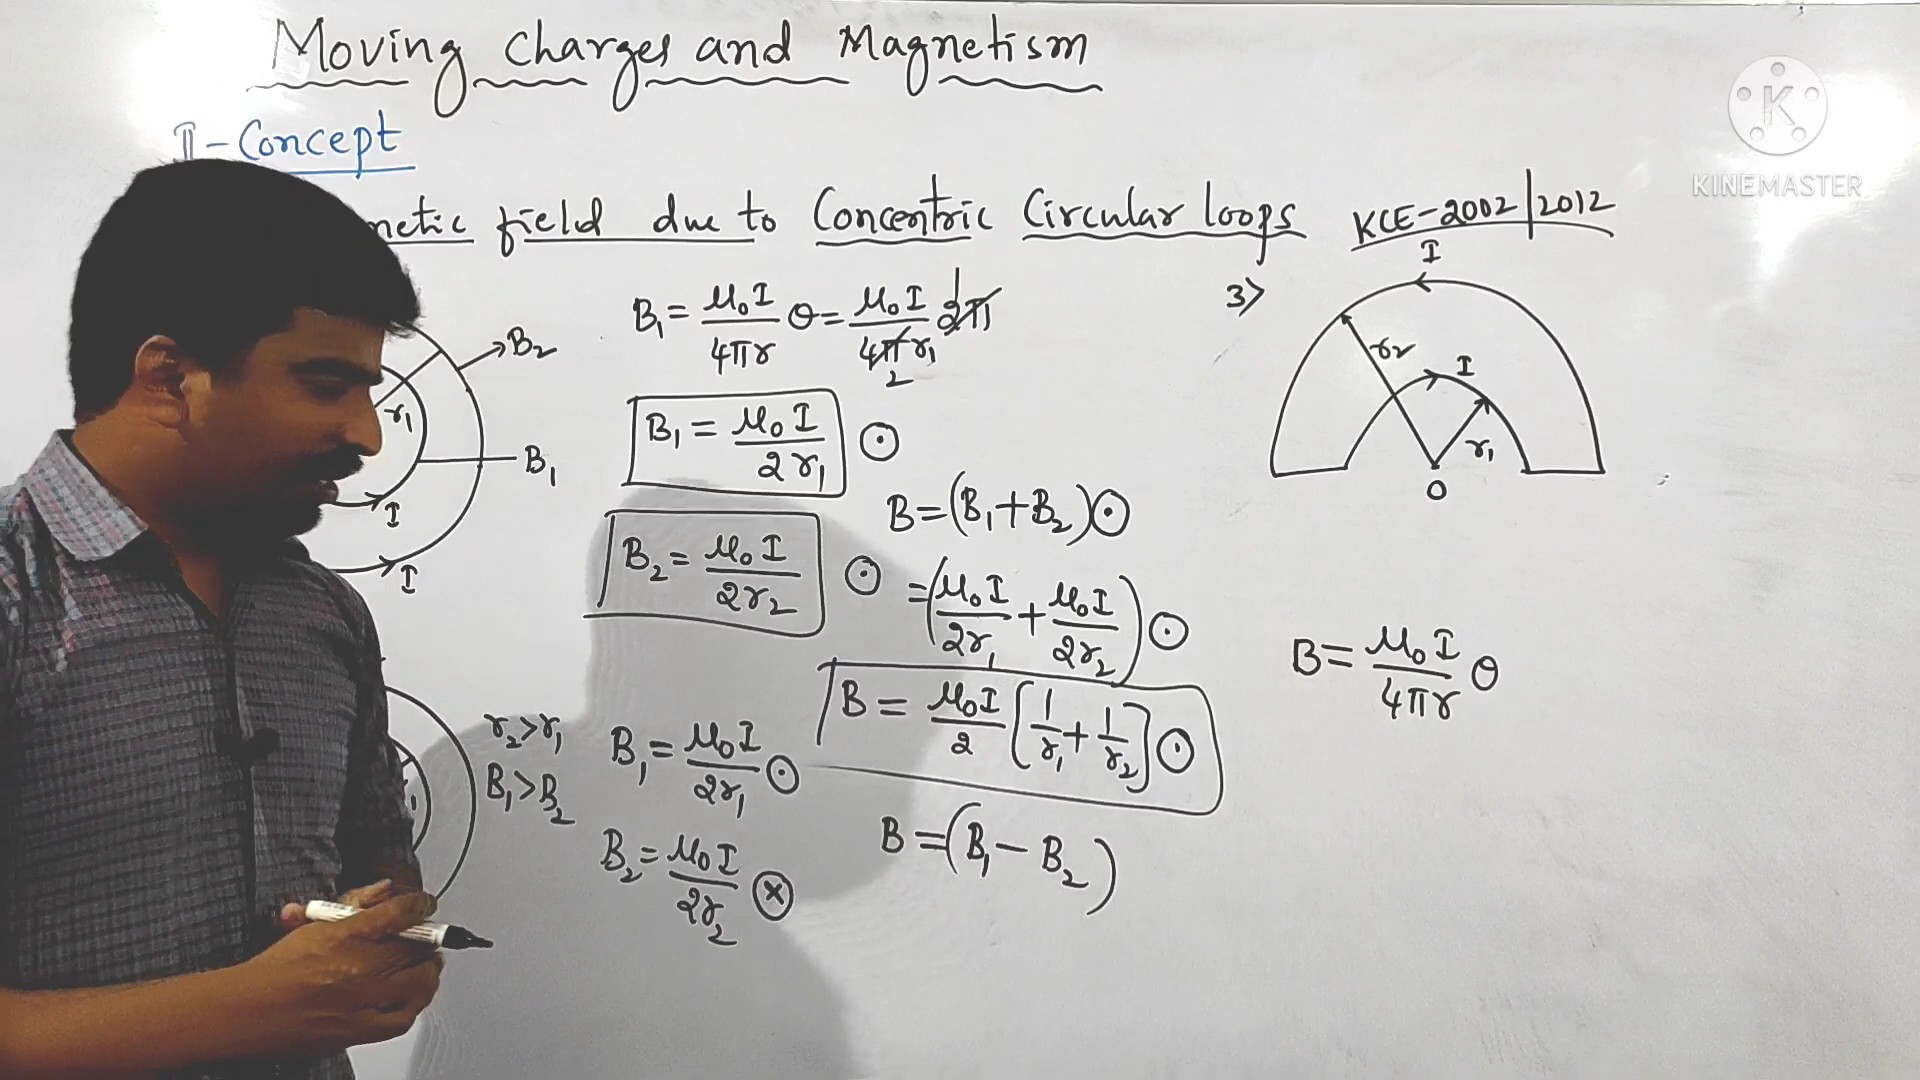 Moving Charges and Magnetism
II-Concept
netic field due to Concentric Circular loops KCE-2002/2012
B₁ = μ₀I/4πr θ = μ₀I/4πr₁ 2π
2
1
B₁ = μ₀I/2r₁ ⊙
B₂ = μ₀I/2r₂ ⊙
B = (B₁+B₂)⊙
= (μ₀I/2r₁ + μ₀I/2r₂)⊙
B = μ₀I/2 [1/r₁ + 1/r₂]⊙
B₂
r₁
B₁
I
I
r₂>r₁
B₁>B₂
B₁ = μ₀I/2r₁ ⊙
B₂ = μ₀I/2r₂ ⊗
B = (B₁ - B₂)
3>
I
r₂
I
r₁
O
B = μ₀I/4πr θ
K
KINEMASTER